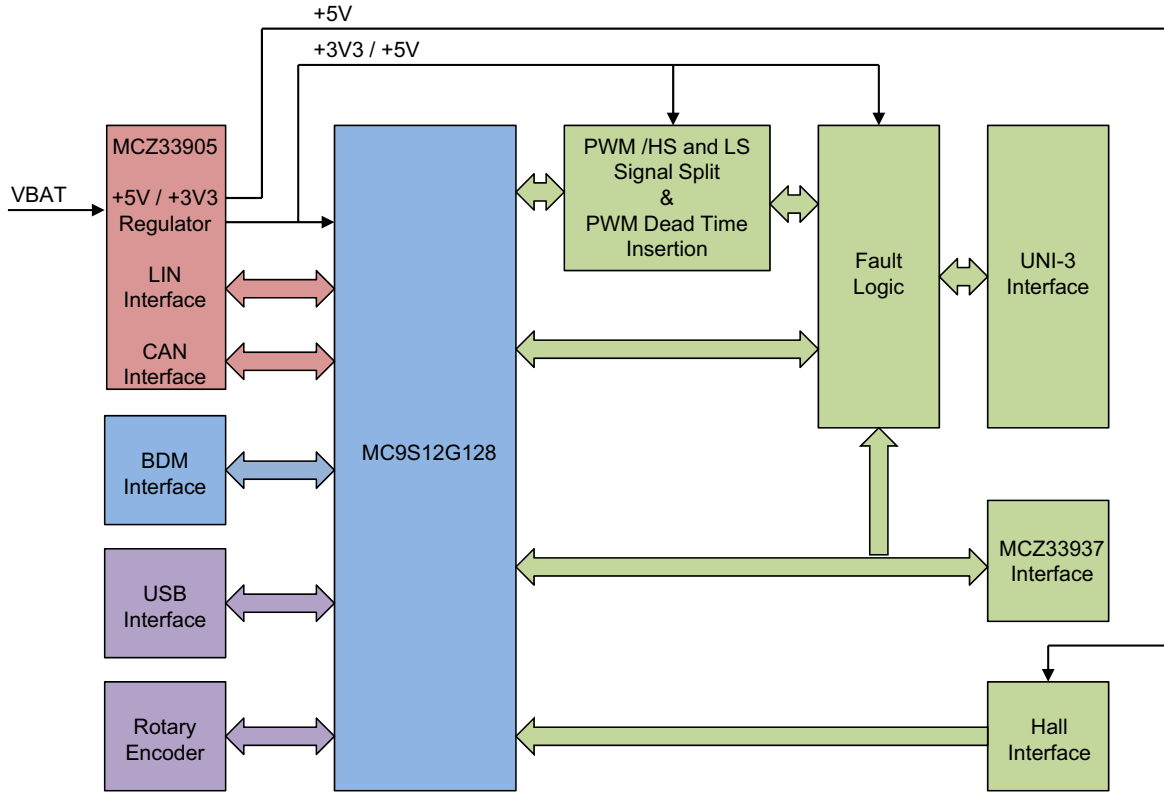 +5V
+3V3 / +5V
VBAT
MCZ33905
+5V / +3V3
Regulator
LIN
Interface
CAN
Interface
BDM
Interface
USB
Interface
Rotary
Encoder
MC9S12G128
PWM /HS and LS
Signal Split
&
PWM Dead Time
Insertion
Fault
Logic
UNI-3
Interface
MCZ33937
Interface
Hall
Interface